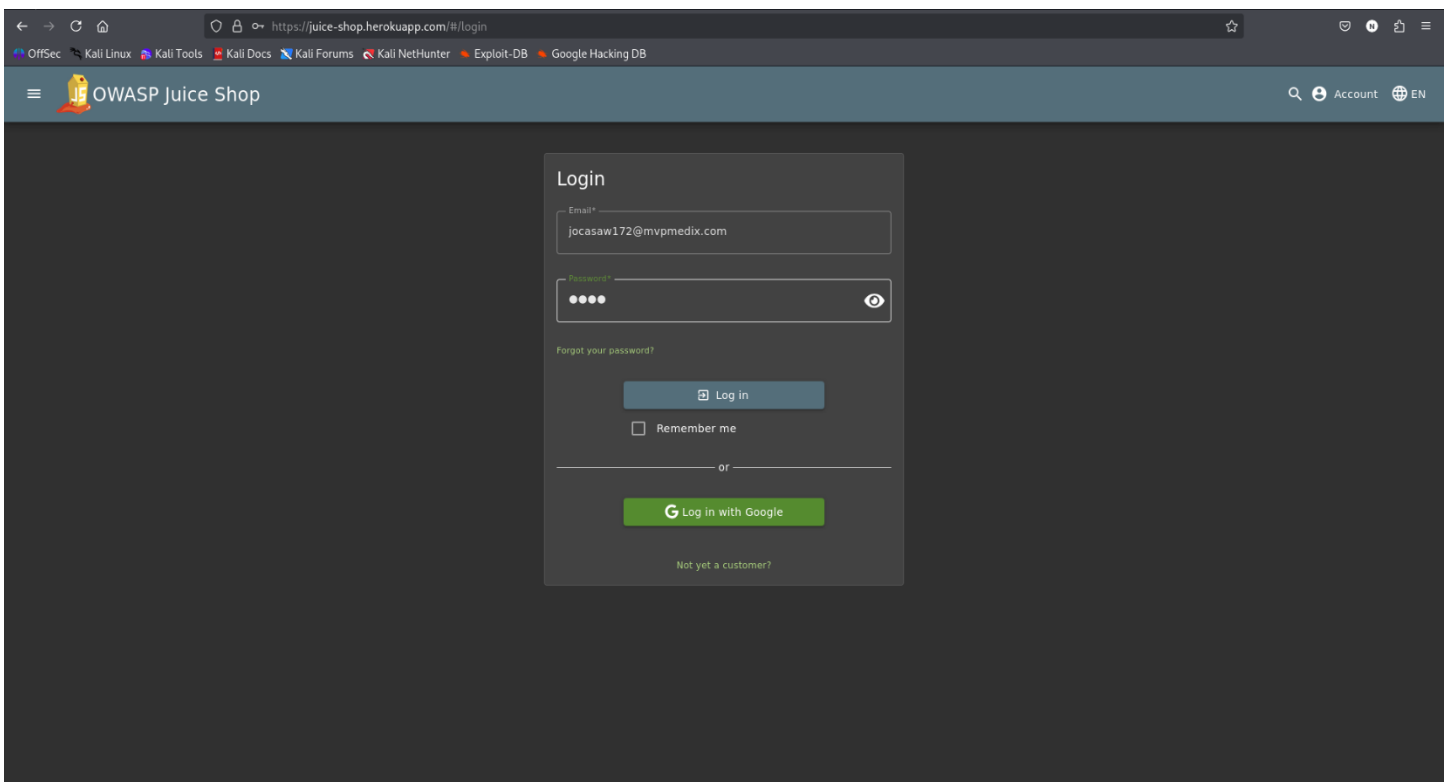 https://juice-shop.herokuapp.com/#/login
OffSec Kali Linux Kali Tools Kali Docs Kali Forums Kali NetHunter Exploit-DB Google Hacking DB
JS OWASP Juice Shop Account EN
Login
Email*
jocasaw172@mvpmedix.com
Password*
Forgot your password?
Log in
Remember me
or
G Log in with Google
Not yet a customer?